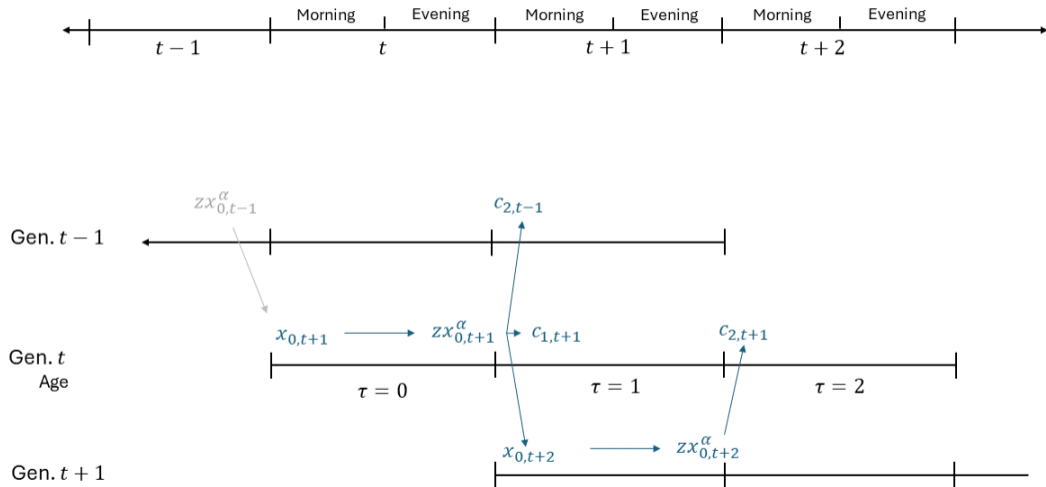 Morning Evening Morning Evening Morning Evening
t − 1 t t + 1 t + 2
zx^α_{0,t−1} c_{2,t−1}
Gen. t − 1
x_{0,t+1} zx^α_{0,t+1} c_{1,t+1} c_{2,t+1}
Gen. t
Age τ = 0 τ = 1 τ = 2
x_{0,t+2} zx^α_{0,t+2}
Gen. t + 1